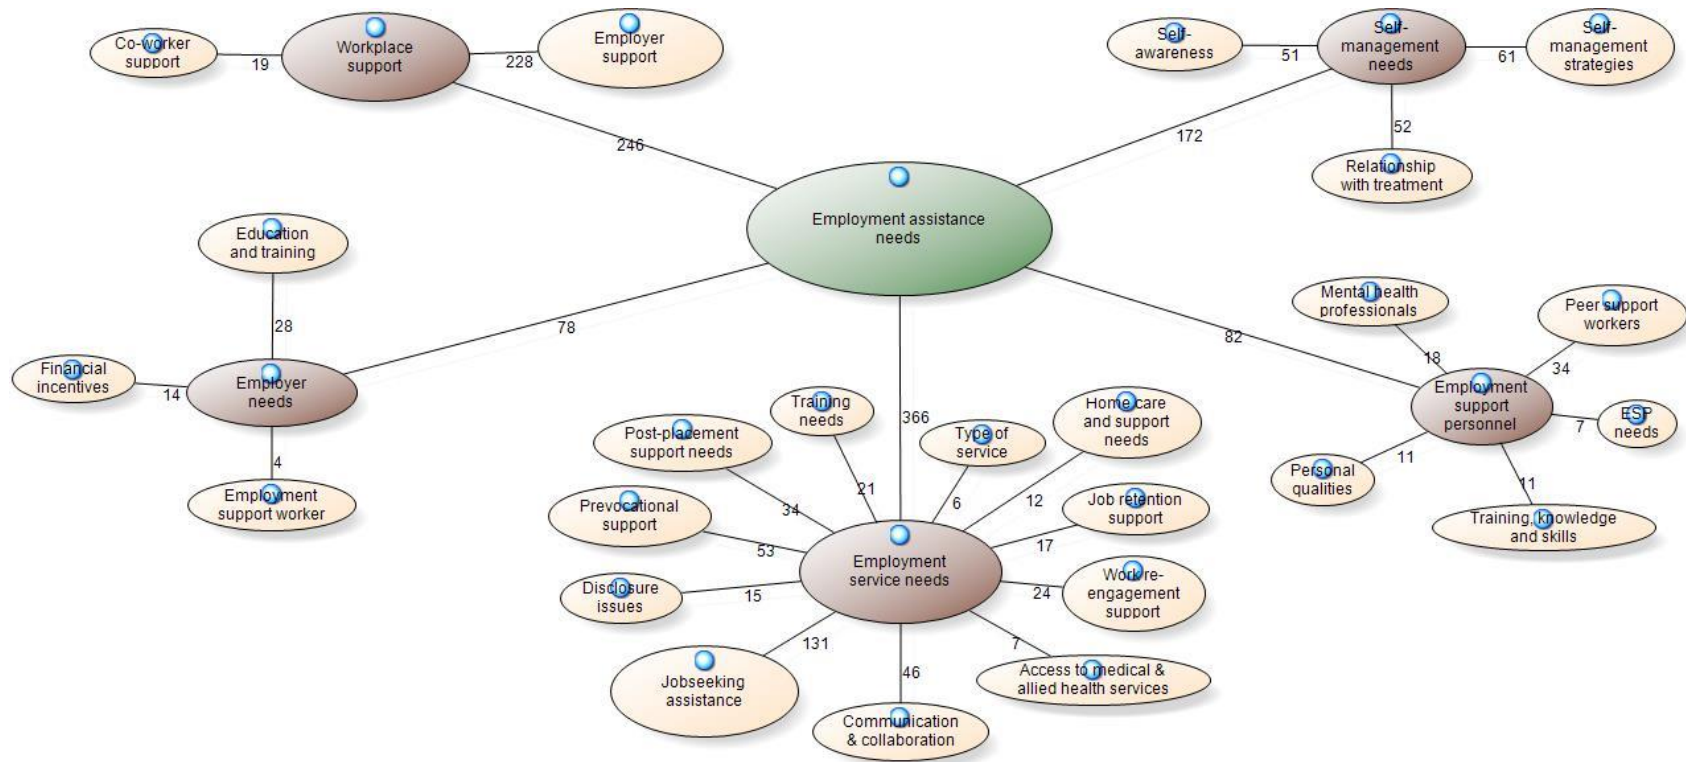 Co-worker
support
19
Workplace
support
228
Employer
support
Self-
awareness
51
Self-
management
needs
61
Self-
management
strategies
52
Relationship
with treatment
246
172
Employment assistance
needs
Education
and training
28
Financial
incentives
14
Employer
needs
4
Employment
support worker
78
366
82
Mental health
professionals
18
Peer support
workers
34
Employment
support
personnel
7
ESP
needs
11
Personal
qualities
11
Training, knowledge
and skills
Training
needs
21
Post-placement
support needs
34
Type of
service
6
Home care
and support
needs
12
Prevocational
support
53
Job retention
support
17
Employment
service needs
Disclosure
issues
15
24
Work re-
engagement
support
131
Jobseeking
assistance
46
Communication
& collaboration
7
Access to medical &
allied health services